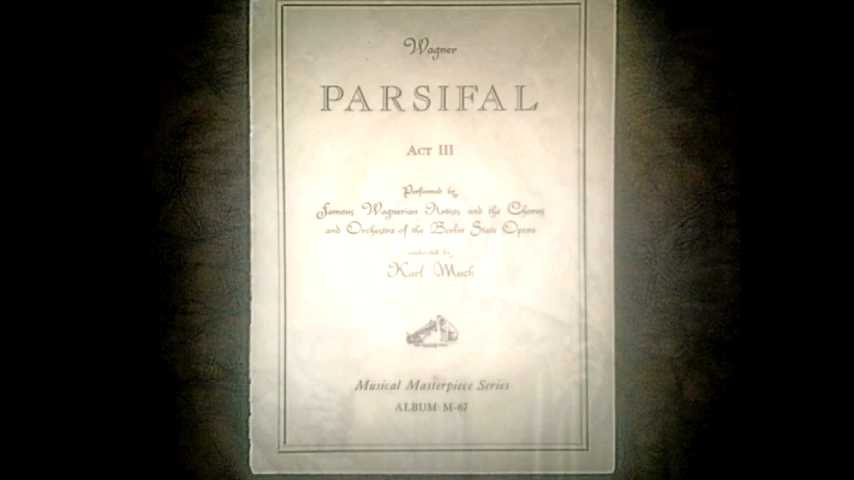 Wagner
PARSIFAL
ACT III
Performed by
Famous Wagnerian Artists and the Chorus
and Orchestra of the Berlin State Opera
conducted by
Karl Muck
Musical Masterpiece Series
ALBUM M-67